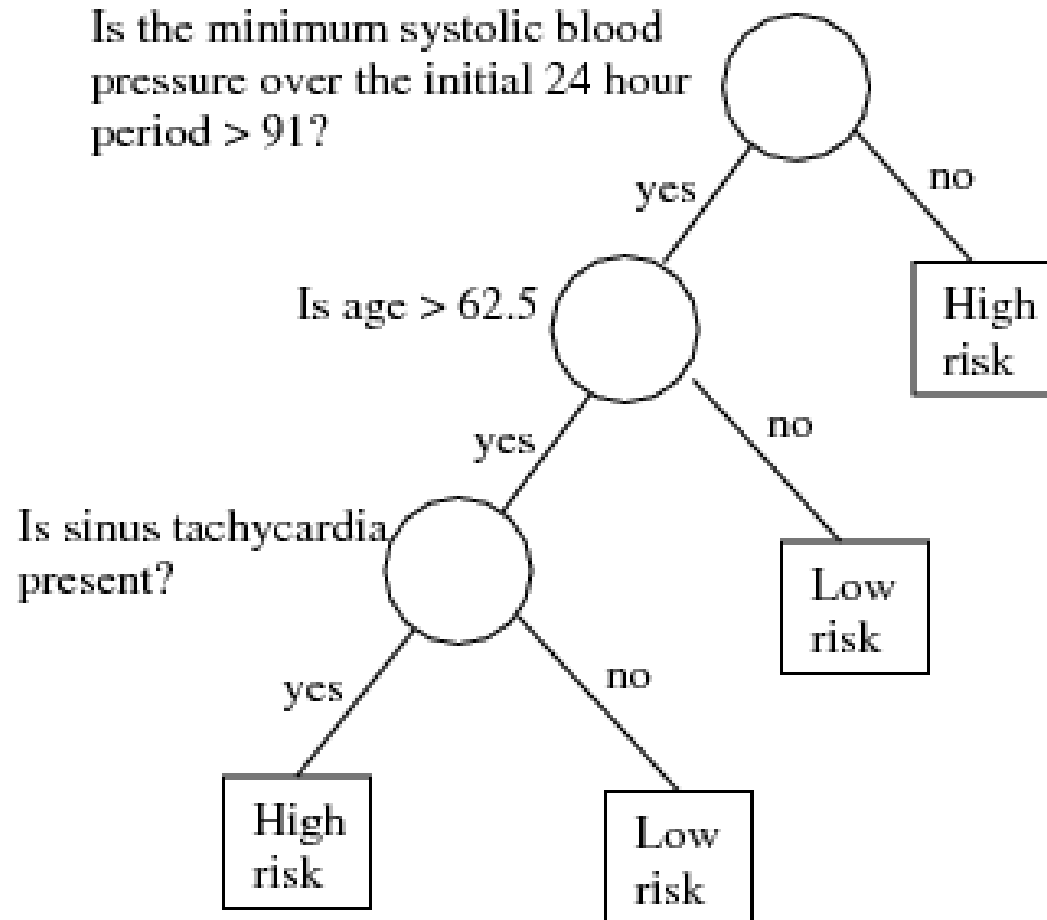 Is the minimum systolic blood
pressure over the initial 24 hour
period > 91?
yes
no
Is age > 62.5
High
risk
yes
no
Is sinus tachycardia
present?
Low
risk
yes
no
High
risk
Low
risk